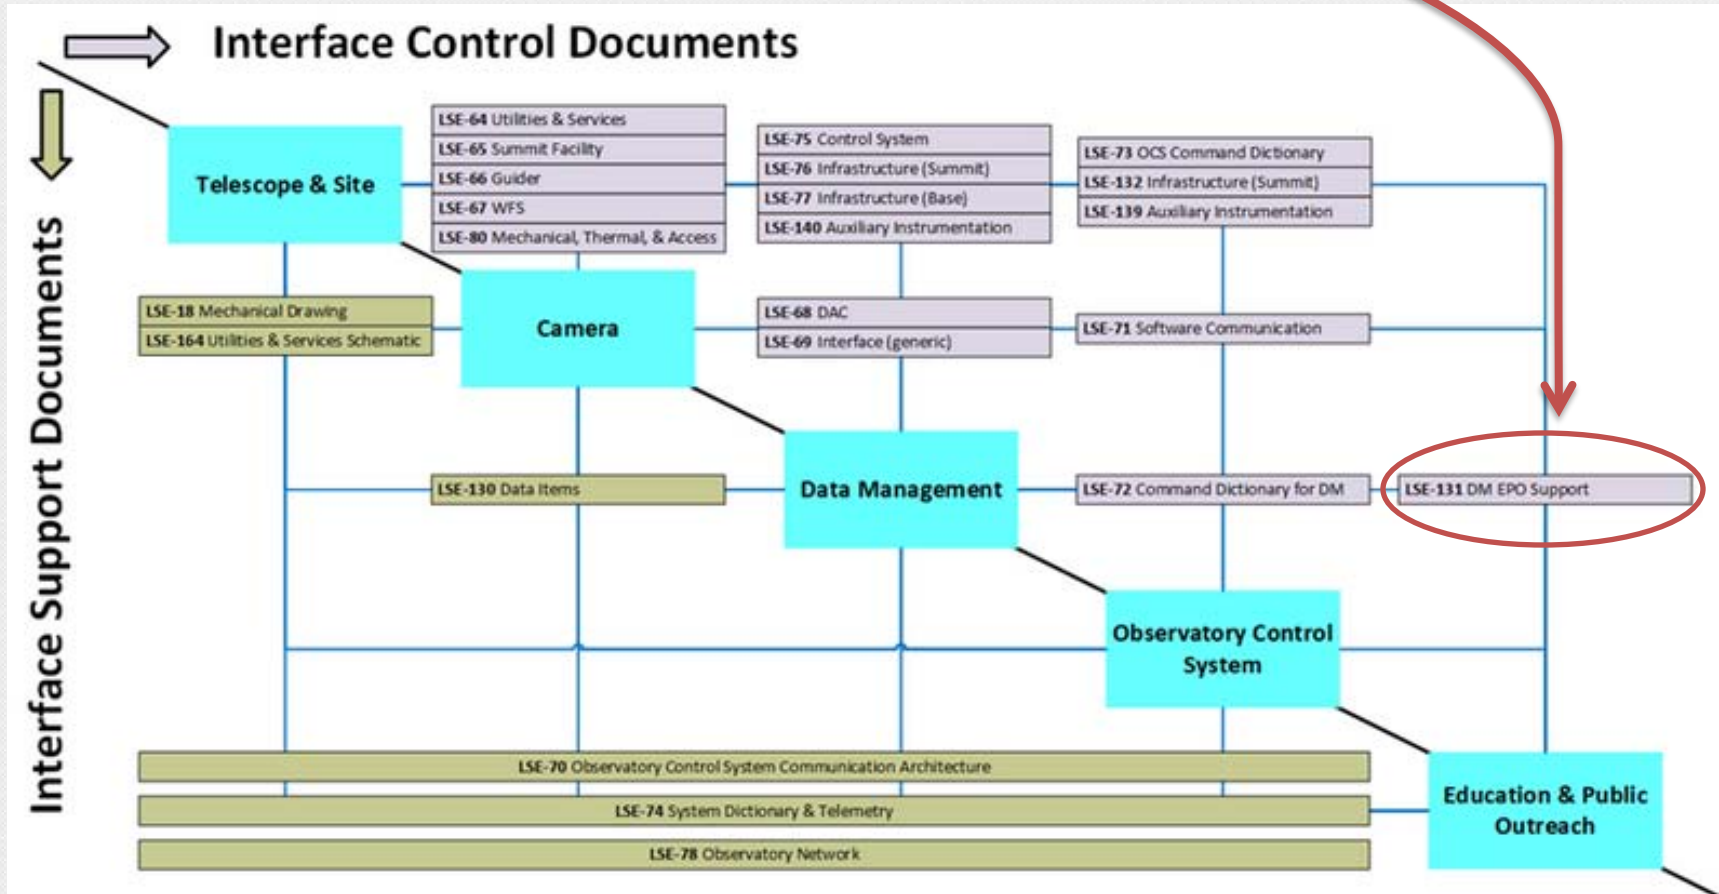 Interface Control Documents
Interface Support Documents
Telescope & Site
LSE-64 Utilities & Services
LSE-65 Summit Facility
LSE-66 Guider
LSE-67 WFS
LSE-80 Mechanical, Thermal, & Access
LSE-75 Control System
LSE-76 Infrastructure (Summit)
LSE-77 Infrastructure (Base)
LSE-140 Auxiliary Instrumentation
LSE-73 OCS Command Dictionary
LSE-132 Infrastructure (Summit)
LSE-139 Auxiliary Instrumentation
LSE-18 Mechanical Drawing
LSE-164 Utilities & Services Schematic
Camera
LSE-68 DAC
LSE-69 Interface (generic)
LSE-71 Software Communication
LSE-130 Data Items
Data Management
LSE-72 Command Dictionary for DM
LSE-131 DM EPO Support
Observatory Control
System
LSE-70 Observatory Control System Communication Architecture
LSE-74 System Dictionary & Telemetry
LSE-78 Observatory Network
Education & Public
Outreach